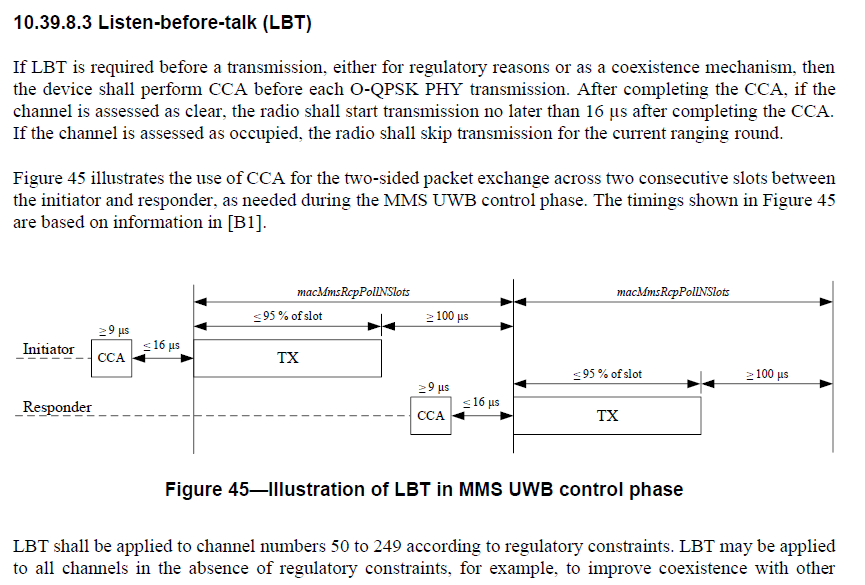 10.39.8.3 Listen-before-talk (LBT)
If LBT is required before a transmission, either for regulatory reasons or as a coexistence mechanism, then
the device shall perform CCA before each O-QPSK PHY transmission. After completing the CCA, if the
channel is assessed as clear, the radio shall start transmission no later than 16 µs after completing the CCA.
If the channel is assessed as occupied, the radio shall skip transmission for the current ranging round.
Figure 45 illustrates the use of CCA for the two-sided packet exchange across two consecutive slots between
the initiator and responder, as needed during the MMS UWB control phase. The timings shown in Figure 45
are based on information in [B1].
macMmsRcpPollNSlots
macMmsRcpPollNSlots
≤95 % of slot
≥100 µs
≥9 µs
Initiator
CCA
≤16 µs
TX
≤95 % of slot
≥100 µs
≥9 µs
Responder
CCA
≤16 µs
TX
Figure 45—Illustration of LBT in MMS UWB control phase
LBT shall be applied to channel numbers 50 to 249 according to regulatory constraints. LBT may be applied
to all channels in the absence of regulatory constraints, for example, to improve coexistence with other